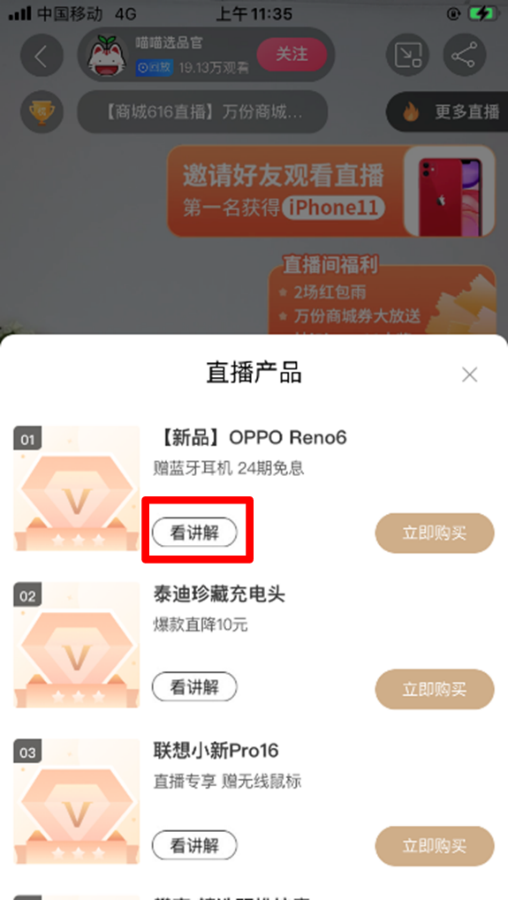 中国移动 4G 上午11:35
喵喵选品官
回放 19.13万观看
关注
【商城616直播】万份商城...
更多直播
邀请好友观看直播
第一名获得 iPhone11
直播间福利
2场红包雨
万份商城券大放送
直播产品
01
【新品】OPPO Reno6
赠蓝牙耳机 24期免息
看讲解
立即购买
02
泰迪珍藏充电头
爆款直降10元
看讲解
立即购买
03
联想小新Pro16
直播专享 赠无线鼠标
看讲解
立即购买